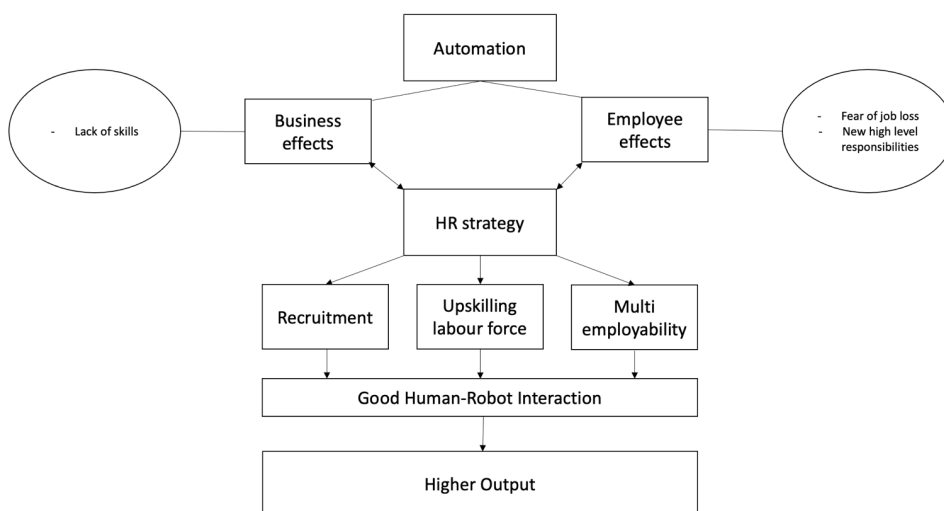 Automation
- Lack of skills
Business
effects
Employee
effects
- Fear of job loss
- New high level
responsibilities
HR strategy
Recruitment
Upskilling
labour force
Multi
employability
Good Human-Robot Interaction
Higher Output